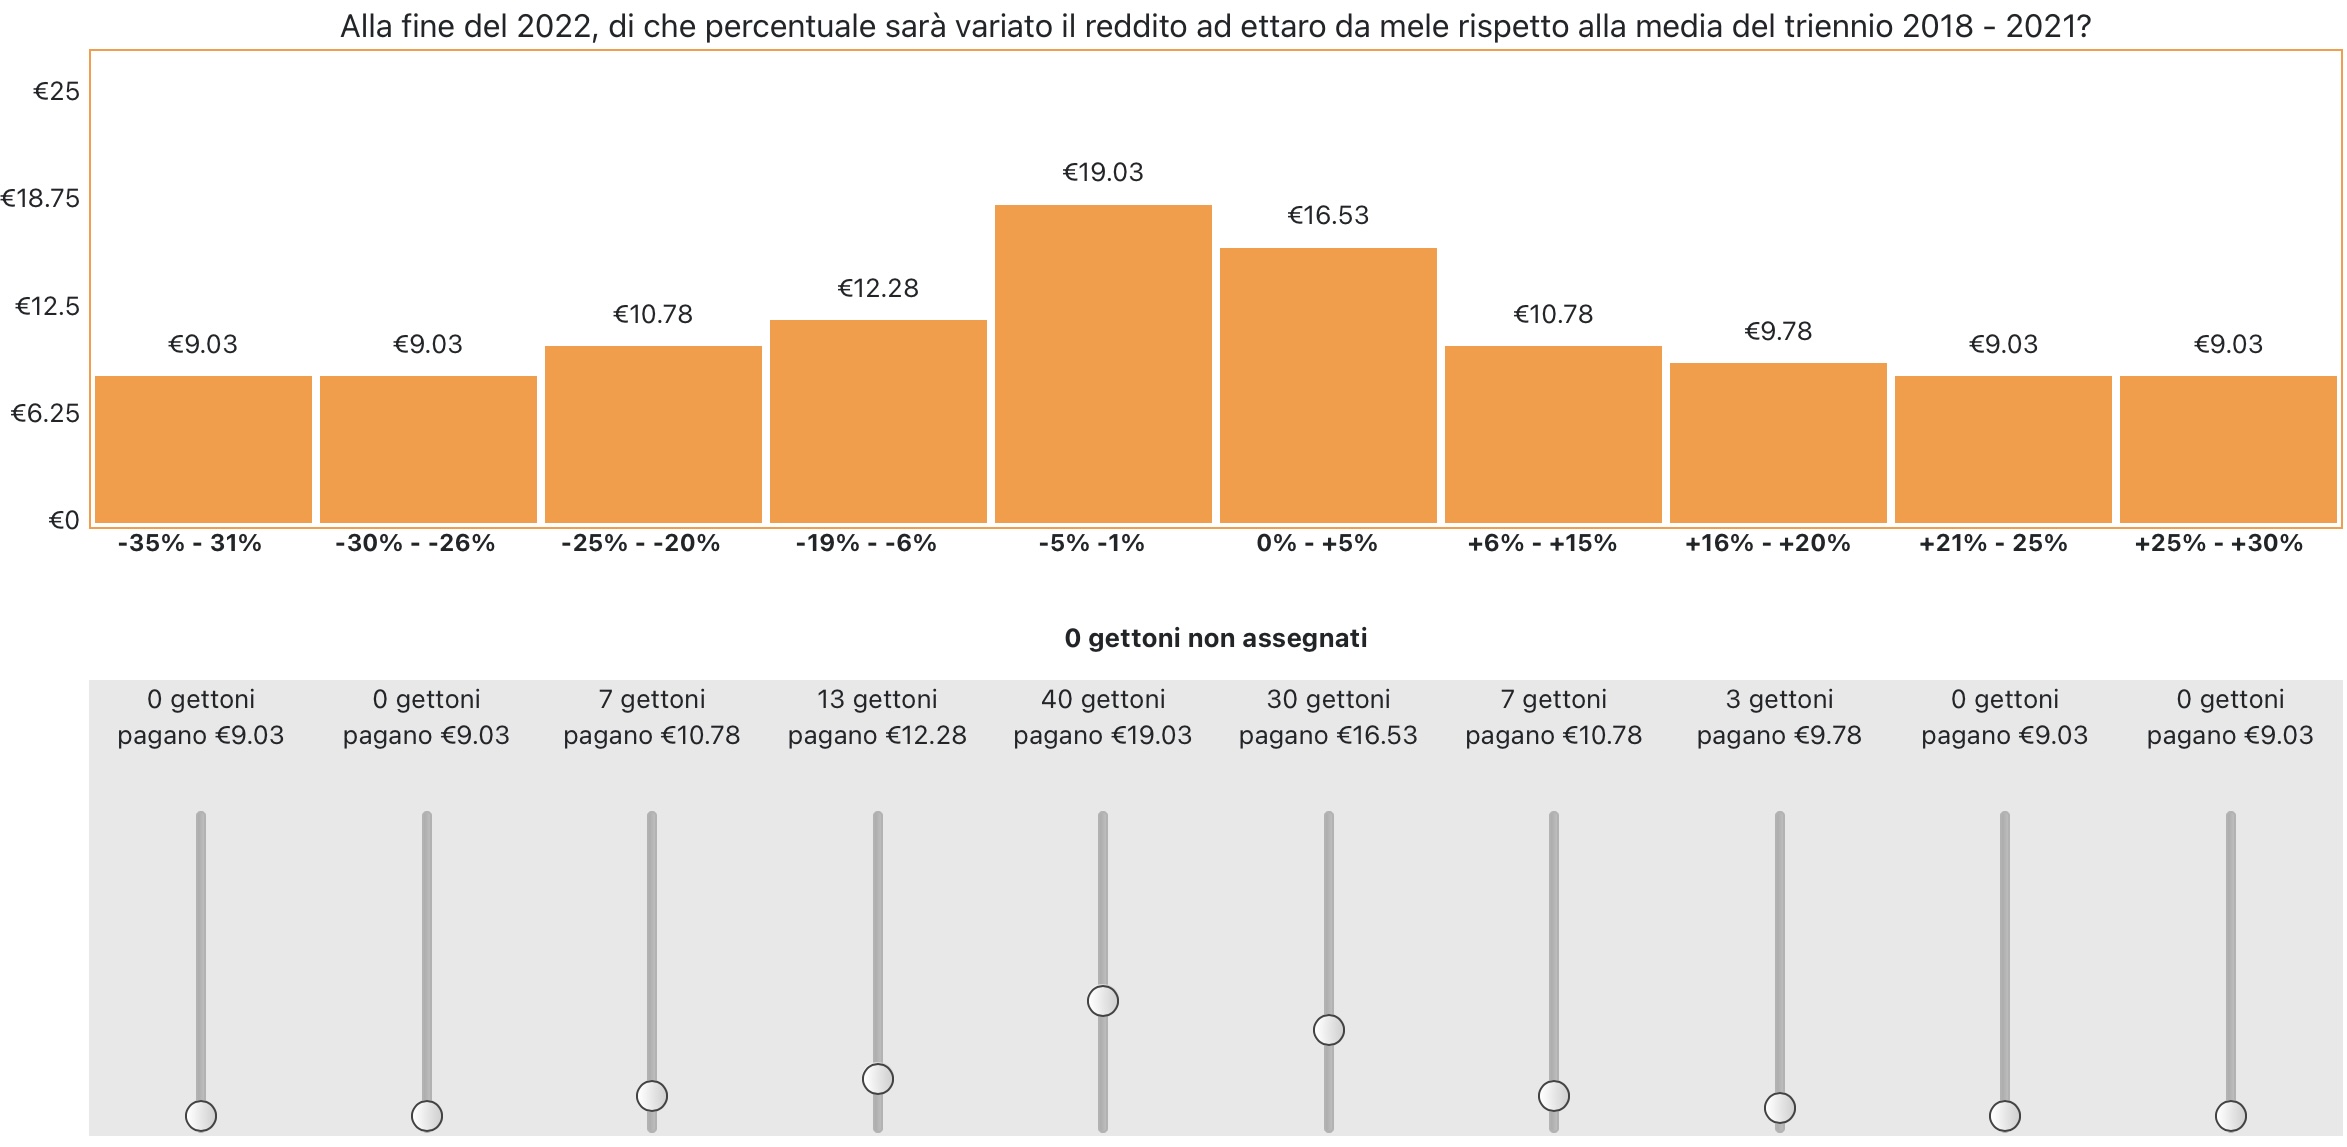 Alla fine del 2022, di che percentuale sarà variato il reddito ad ettaro da mele rispetto alla media del triennio 2018 - 2021?
€25
€18.75
€12.5
€6.25
€0
€9.03
€9.03
€10.78
€12.28
€19.03
€16.53
€10.78
€9.78
€9.03
€9.03
-35% - 31%
-30% - -26%
-25% - -20%
-19% - -6%
-5% -1%
0% - +5%
+6% - +15%
+16% - +20%
+21% - 25%
+25% - +30%
0 gettoni non assegnati
0 gettoni
pagano €9.03
0 gettoni
pagano €9.03
7 gettoni
pagano €10.78
13 gettoni
pagano €12.28
40 gettoni
pagano €19.03
30 gettoni
pagano €16.53
7 gettoni
pagano €10.78
3 gettoni
pagano €9.78
0 gettoni
pagano €9.03
0 gettoni
pagano €9.03